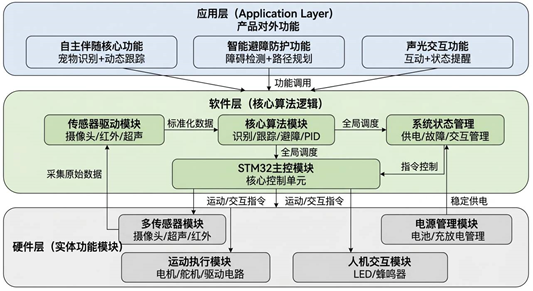 应用层（Application Layer）
产品对外功能
自主伴随核心功能
宠物识别+动态跟踪
智能避障防护功能
障碍检测+路径规划
声光交互功能
互动+状态提醒
功能调用
软件层（核心算法逻辑）
传感器驱动模块
摄像头/红外/超声
标准化数据
核心算法模块
识别/跟踪/避障/PID
全局调度
系统状态管理
供电/故障/交互管理
全局调度
采集原始数据
STM32主控模块
核心控制单元
指令控制
运动/交互指令
运动/交互指令
稳定供电
硬件层（实体功能模块）
多传感器模块
摄像头/超声/红外
电源管理模块
电池/充放电管理
运动执行模块
电机/舵机/驱动电路
人机交互模块
LED/蜂鸣器